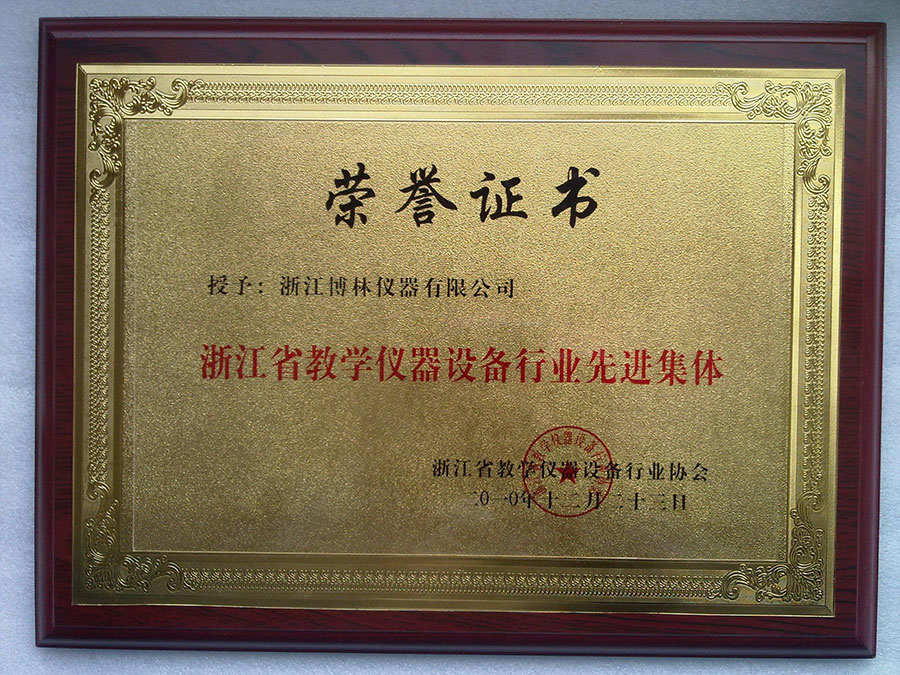 荣誉证书
授予：浙江博林仪器有限公司
浙江省教学仪器设备行业先进集体
浙江省教学仪器设备行业协会
二〇一〇年十二月二十三日